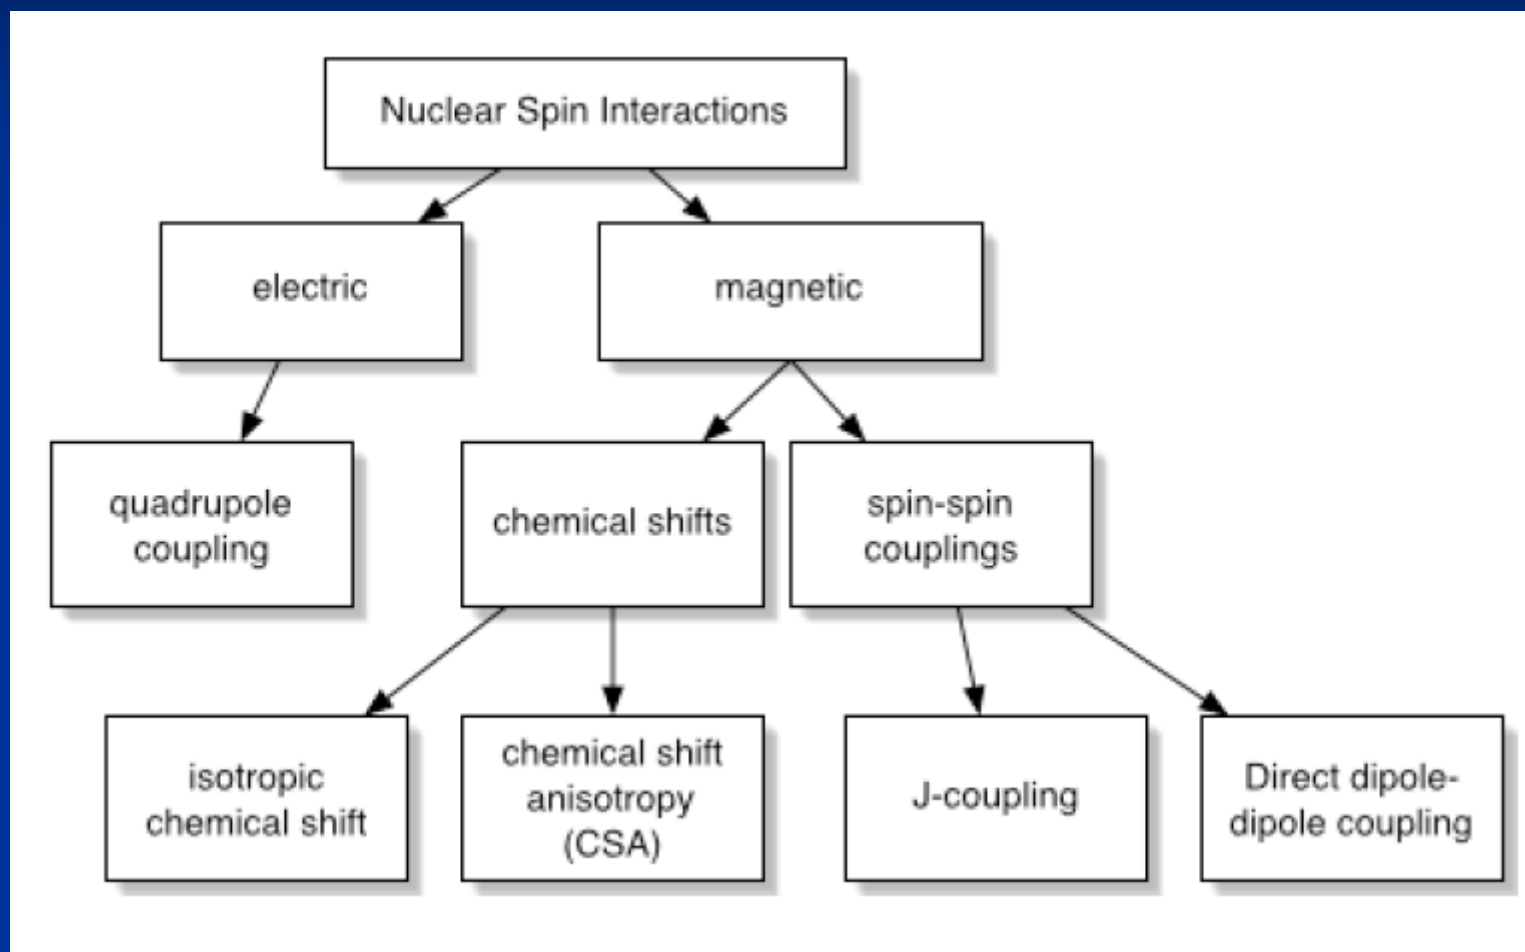 Nuclear Spin Interactions
electric
magnetic
quadrupole
coupling
chemical shifts
spin-spin
couplings
isotropic
chemical shift
chemical shift
anisotropy
(CSA)
J-coupling
Direct dipole-
dipole coupling